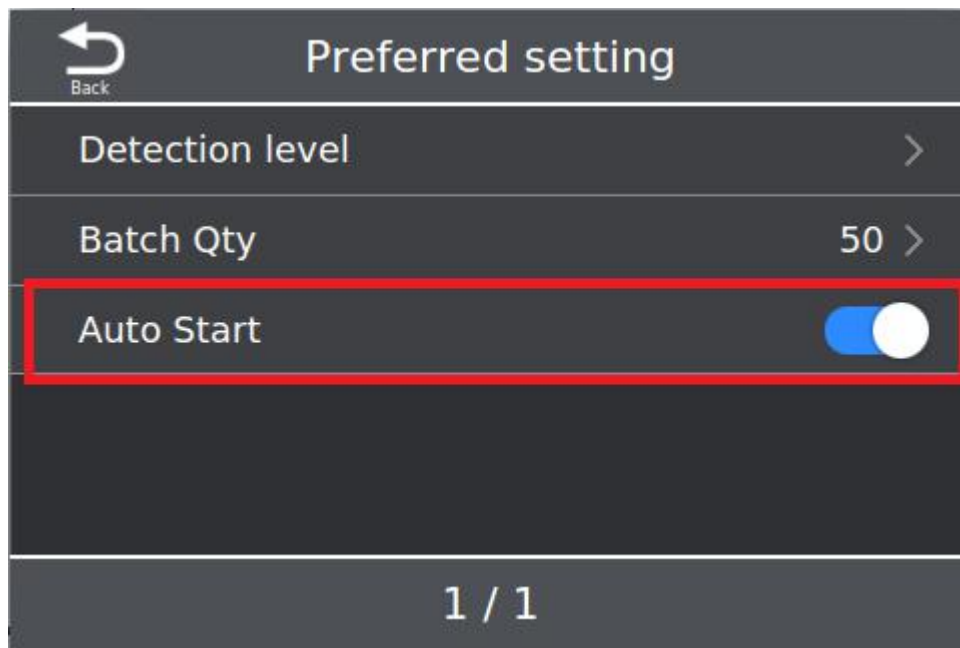 Back
Preferred setting
Detection level
Batch Qty 50
Auto Start
1 / 1